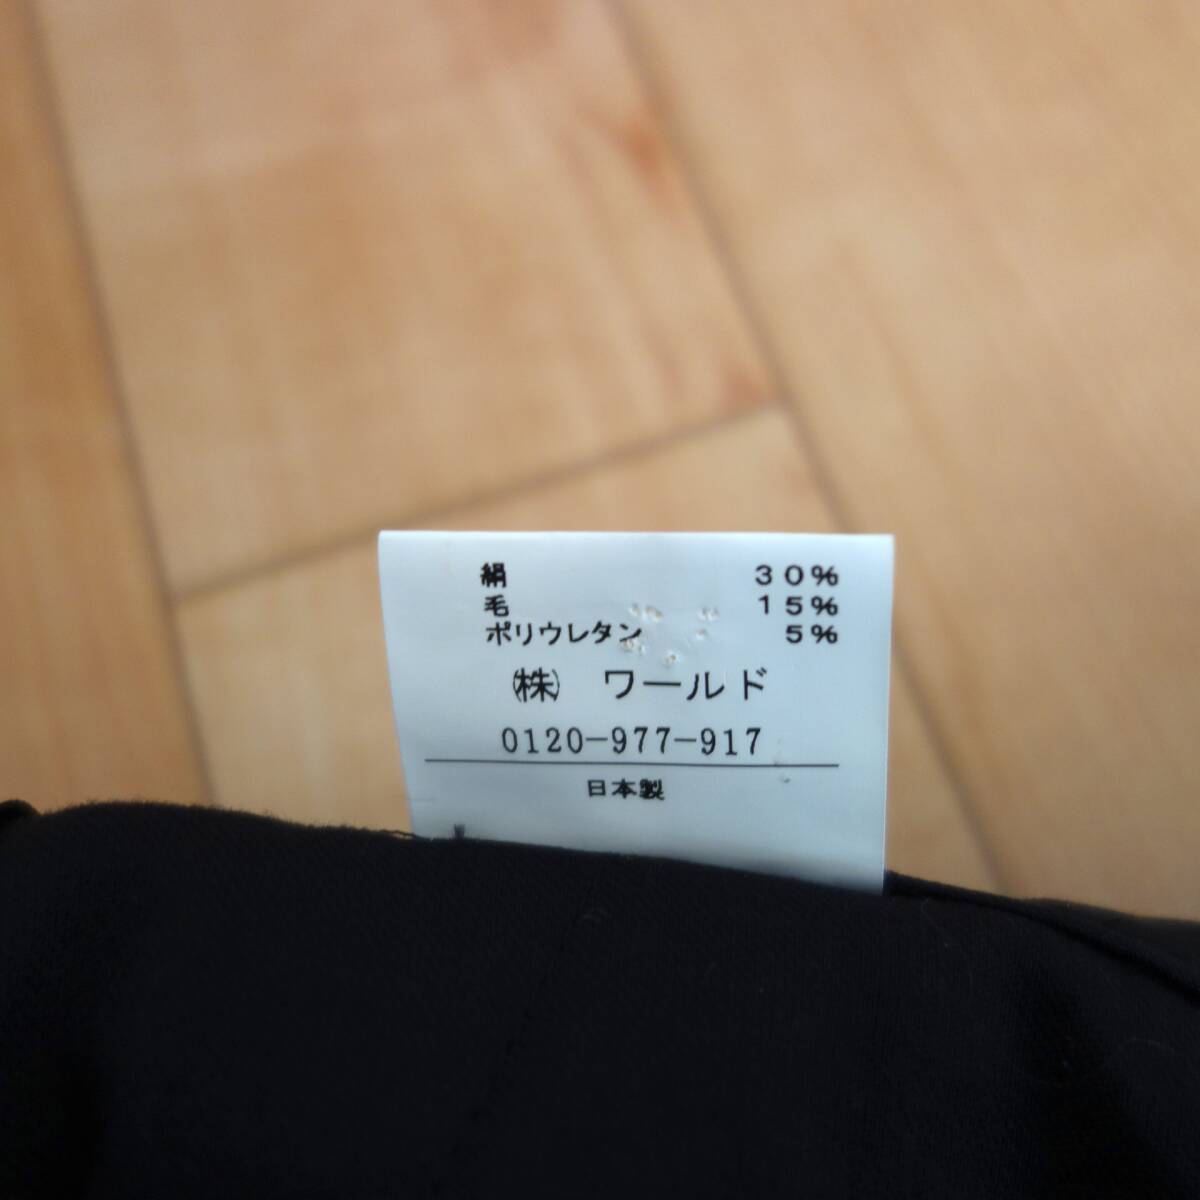 絹 30%
毛 15%
ポリウレタン 5%
㈱ ワールド
0120-977-917
日本製